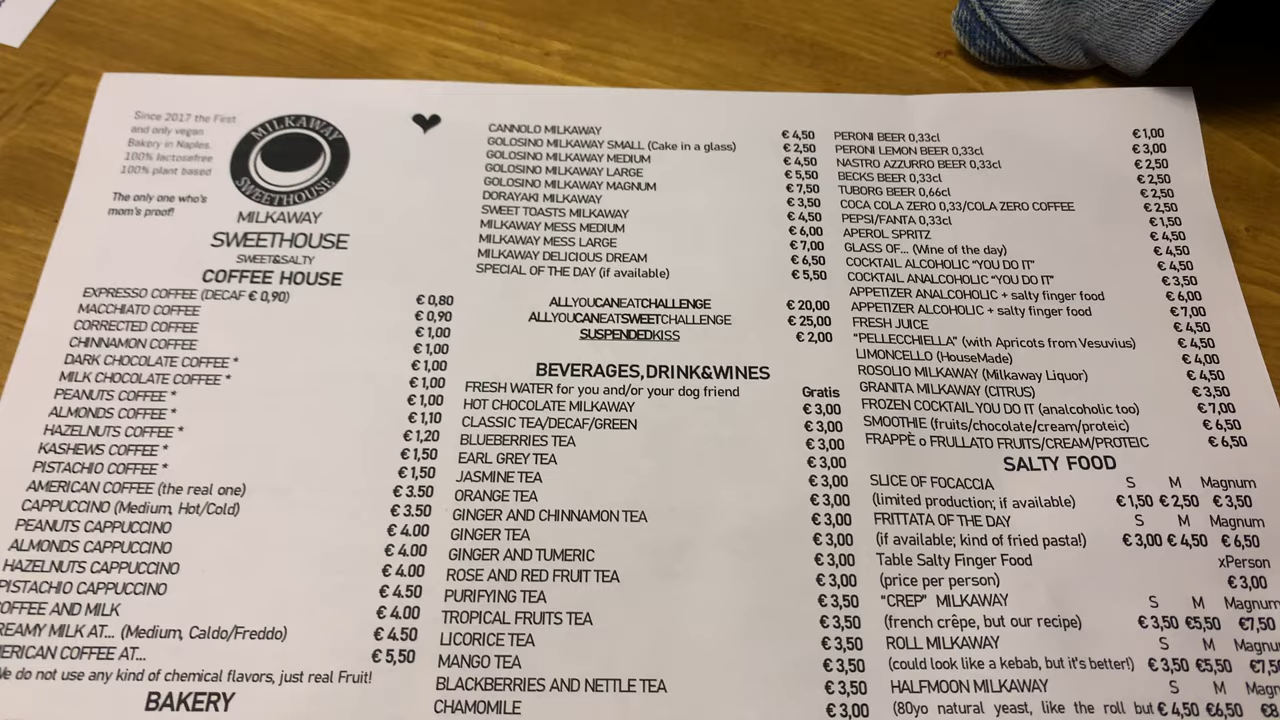 Since 2017 the First
and only vegan
Bakery in Naples.
100% lactosefree
100% plant based
The only one who's
mom's proof!
MILKAWAY
SWEETHOUSE
MILKAWAY
SWEETHOUSE
SWEET&SALTY
COFFEE HOUSE
EXPRESSO COFFEE (DECAF € 0,90) € 0,80
MACCHIATO COFFEE € 0,90
CORRECTED COFFEE € 1,00
CHINNAMON COFFEE € 1,00
DARK CHOCOLATE COFFEE * € 1,00
MILK CHOCOLATE COFFEE * € 1,00
PEANUTS COFFEE * € 1,00
ALMONDS COFFEE * € 1,10
HAZELNUTS COFFEE * € 1,20
KASHEWS COFFEE * € 1,50
PISTACHIO COFFEE * € 1,50
AMERICAN COFFEE (the real one) € 3.50
CAPPUCCINO (Medium, Hot/Cold) € 3.50
PEANUTS CAPPUCCINO € 4.00
ALMONDS CAPPUCCINO € 4.00
HAZELNUTS CAPPUCCINO € 4.00
PISTACHIO CAPPUCCINO € 4.50
OFFEE AND MILK € 4.00
REAMY MILK AT... (Medium, Caldo/Freddo) € 4.50
ERICAN COFFEE AT... € 5,50
We do not use any kind of chemical flavors, just real Fruit!
BAKERY
CANNOLO MILKAWAY € 4,50
GOLOSINO MILKAWAY SMALL (Cake in a glass) € 2,50
GOLOSINO MILKAWAY MEDIUM € 4,50
GOLOSINO MILKAWAY LARGE € 5,50
GOLOSINO MILKAWAY MAGNUM € 7,50
DORAYAKI MILKAWAY € 3,50
SWEET TOASTS MILKAWAY € 4,50
MILKAWAY MESS MEDIUM € 6,00
MILKAWAY MESS LARGE € 7,00
MILKAWAY DELICIOUS DREAM € 6,50
SPECIAL OF THE DAY (if available) € 5,50
ALLYOUCANEATCHALLENGE € 20,00
ALLYOUCANEATSWEETCHALLENGE € 25,00
SUSPENDEDKISS € 2,00
BEVERAGES,DRINK&WINES
FRESH WATER for you and/or your dog friend Gratis
HOT CHOCOLATE MILKAWAY € 3,00
CLASSIC TEA/DECAF/GREEN € 3,00
BLUEBERRIES TEA € 3,00
EARL GREY TEA € 3,00
JASMINE TEA € 3,00
ORANGE TEA € 3,00
GINGER AND CHINNAMON TEA € 3,00
GINGER TEA € 3,00
GINGER AND TUMERIC € 3,00
ROSE AND RED FRUIT TEA € 3,00
PURIFYING TEA € 3,50
TROPICAL FRUITS TEA € 3,50
LICORICE TEA € 3,50
MANGO TEA € 3,50
BLACKBERRIES AND NETTLE TEA € 3,50
CHAMOMILE € 3,00
PERONI BEER 0,33cl € 1,00
PERONI LEMON BEER 0,33cl € 3,00
NASTRO AZZURRO BEER 0,33cl € 2,50
BECKS BEER 0,33cl € 2,50
TUBORG BEER 0,66cl € 2,50
COCA COLA ZERO 0,33/COLA ZERO COFFEE € 2,50
PEPSI/FANTA 0,33cl € 1,50
APEROL SPRITZ € 4,50
GLASS OF... (Wine of the day) € 4,50
COCKTAIL ALCOHOLIC "YOU DO IT" € 4,50
COCKTAIL ANALCOHOLIC "YOU DO IT" € 3,50
APPETIZER ANALCOHOLIC + salty finger food € 6,00
APPETIZER ALCOHOLIC + salty finger food € 7,00
FRESH JUICE € 4,50
"PELLECCHIELLA" (with Apricots from Vesuvius) € 4,50
LIMONCELLO (HouseMade) € 4,00
ROSOLIO MILKAWAY (Milkaway Liquor) € 4,50
GRANITA MILKAWAY (CITRUS) € 3,50
FROZEN COCKTAIL YOU DO IT (analcoholic too) € 7,00
SMOOTHIE (fruits/chocolate/cream/proteic) € 6,50
FRAPPÈ o FRULLATO FRUITS/CREAM/PROTEIC € 6,50
SALTY FOOD
SLICE OF FOCACCIA S M Magnum
(limited production; if available) € 1,50 € 2,50 € 3,50
FRITTATA OF THE DAY S M Magnum
(if available; kind of fried pasta!) € 3,00 € 4,50 € 6,50
Table Salty Finger Food xPerson
(price per person) € 3,00
"CREP" MILKAWAY S M Magnum
(french crêpe, but our recipe) € 3,50 €5,50 €7,50
ROLL MILKAWAY S M Magnu
(could look like a kebab, but it's better!) € 3,50 €5,50 €7,5
HALFMOON MILKAWAY S M Magn
(80yo natural yeast, like the roll but € 4,50 €6,50 €8